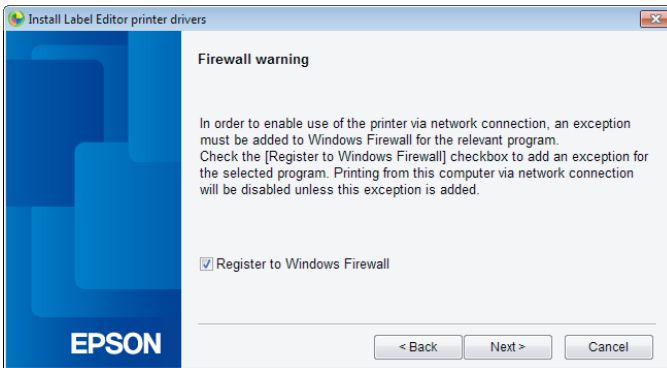 Install Label Editor printer drivers
Firewall warning
In order to enable use of the printer via network connection, an exception
must be added to Windows Firewall for the relevant program.
Check the [Register to Windows Firewall] checkbox to add an exception for
the selected program. Printing from this computer via network connection
will be disabled unless this exception is added.
Register to Windows Firewall
EPSON
< Back
Next >
Cancel